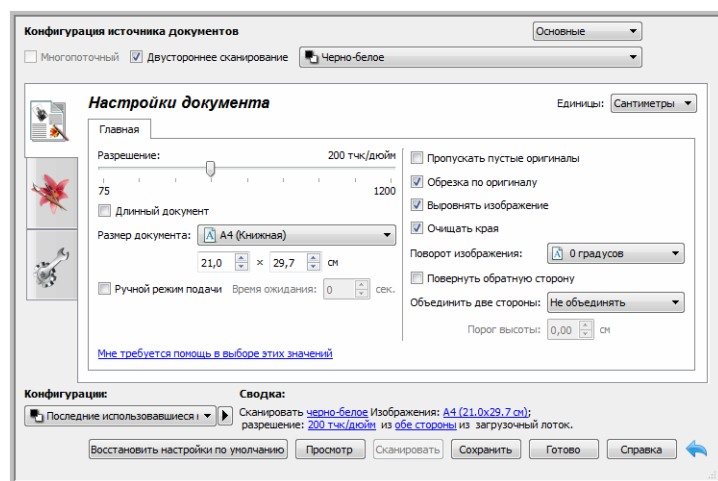 Конфигурация источника документов
Основные
Многопоточный
Двустороннее сканирование
Черно-белое
Настройки документа
Единицы:
Сантиметры
Главная
Разрешение:
200 тчк/дюйм
75
1200
Длинный документ
Размер документа:
A4 (Книжная)
21,0 × 29,7 см
Ручной режим подачи
Время ожидания: 0 сек.
Мне требуется помощь в выборе этих значений
Пропускать пустые оригиналы
Обрезка по оригиналу
Выровнять изображение
Очищать края
Поворот изображения:
0 градусов
Повернуть обратную сторону
Объединить две стороны:
Не объединять
Порог высоты: 0,00 см
Конфигурации:
Последние использовавшиеся
Сводка:
Сканировать черно-белое Изображения: A4 (21.0x29.7 см);
разрешение: 200 тчк/дюйм из обе стороны из загрузочный лоток.
Восстановить настройки по умолчанию
Просмотр
Сканировать
Сохранить
Готово
Справка